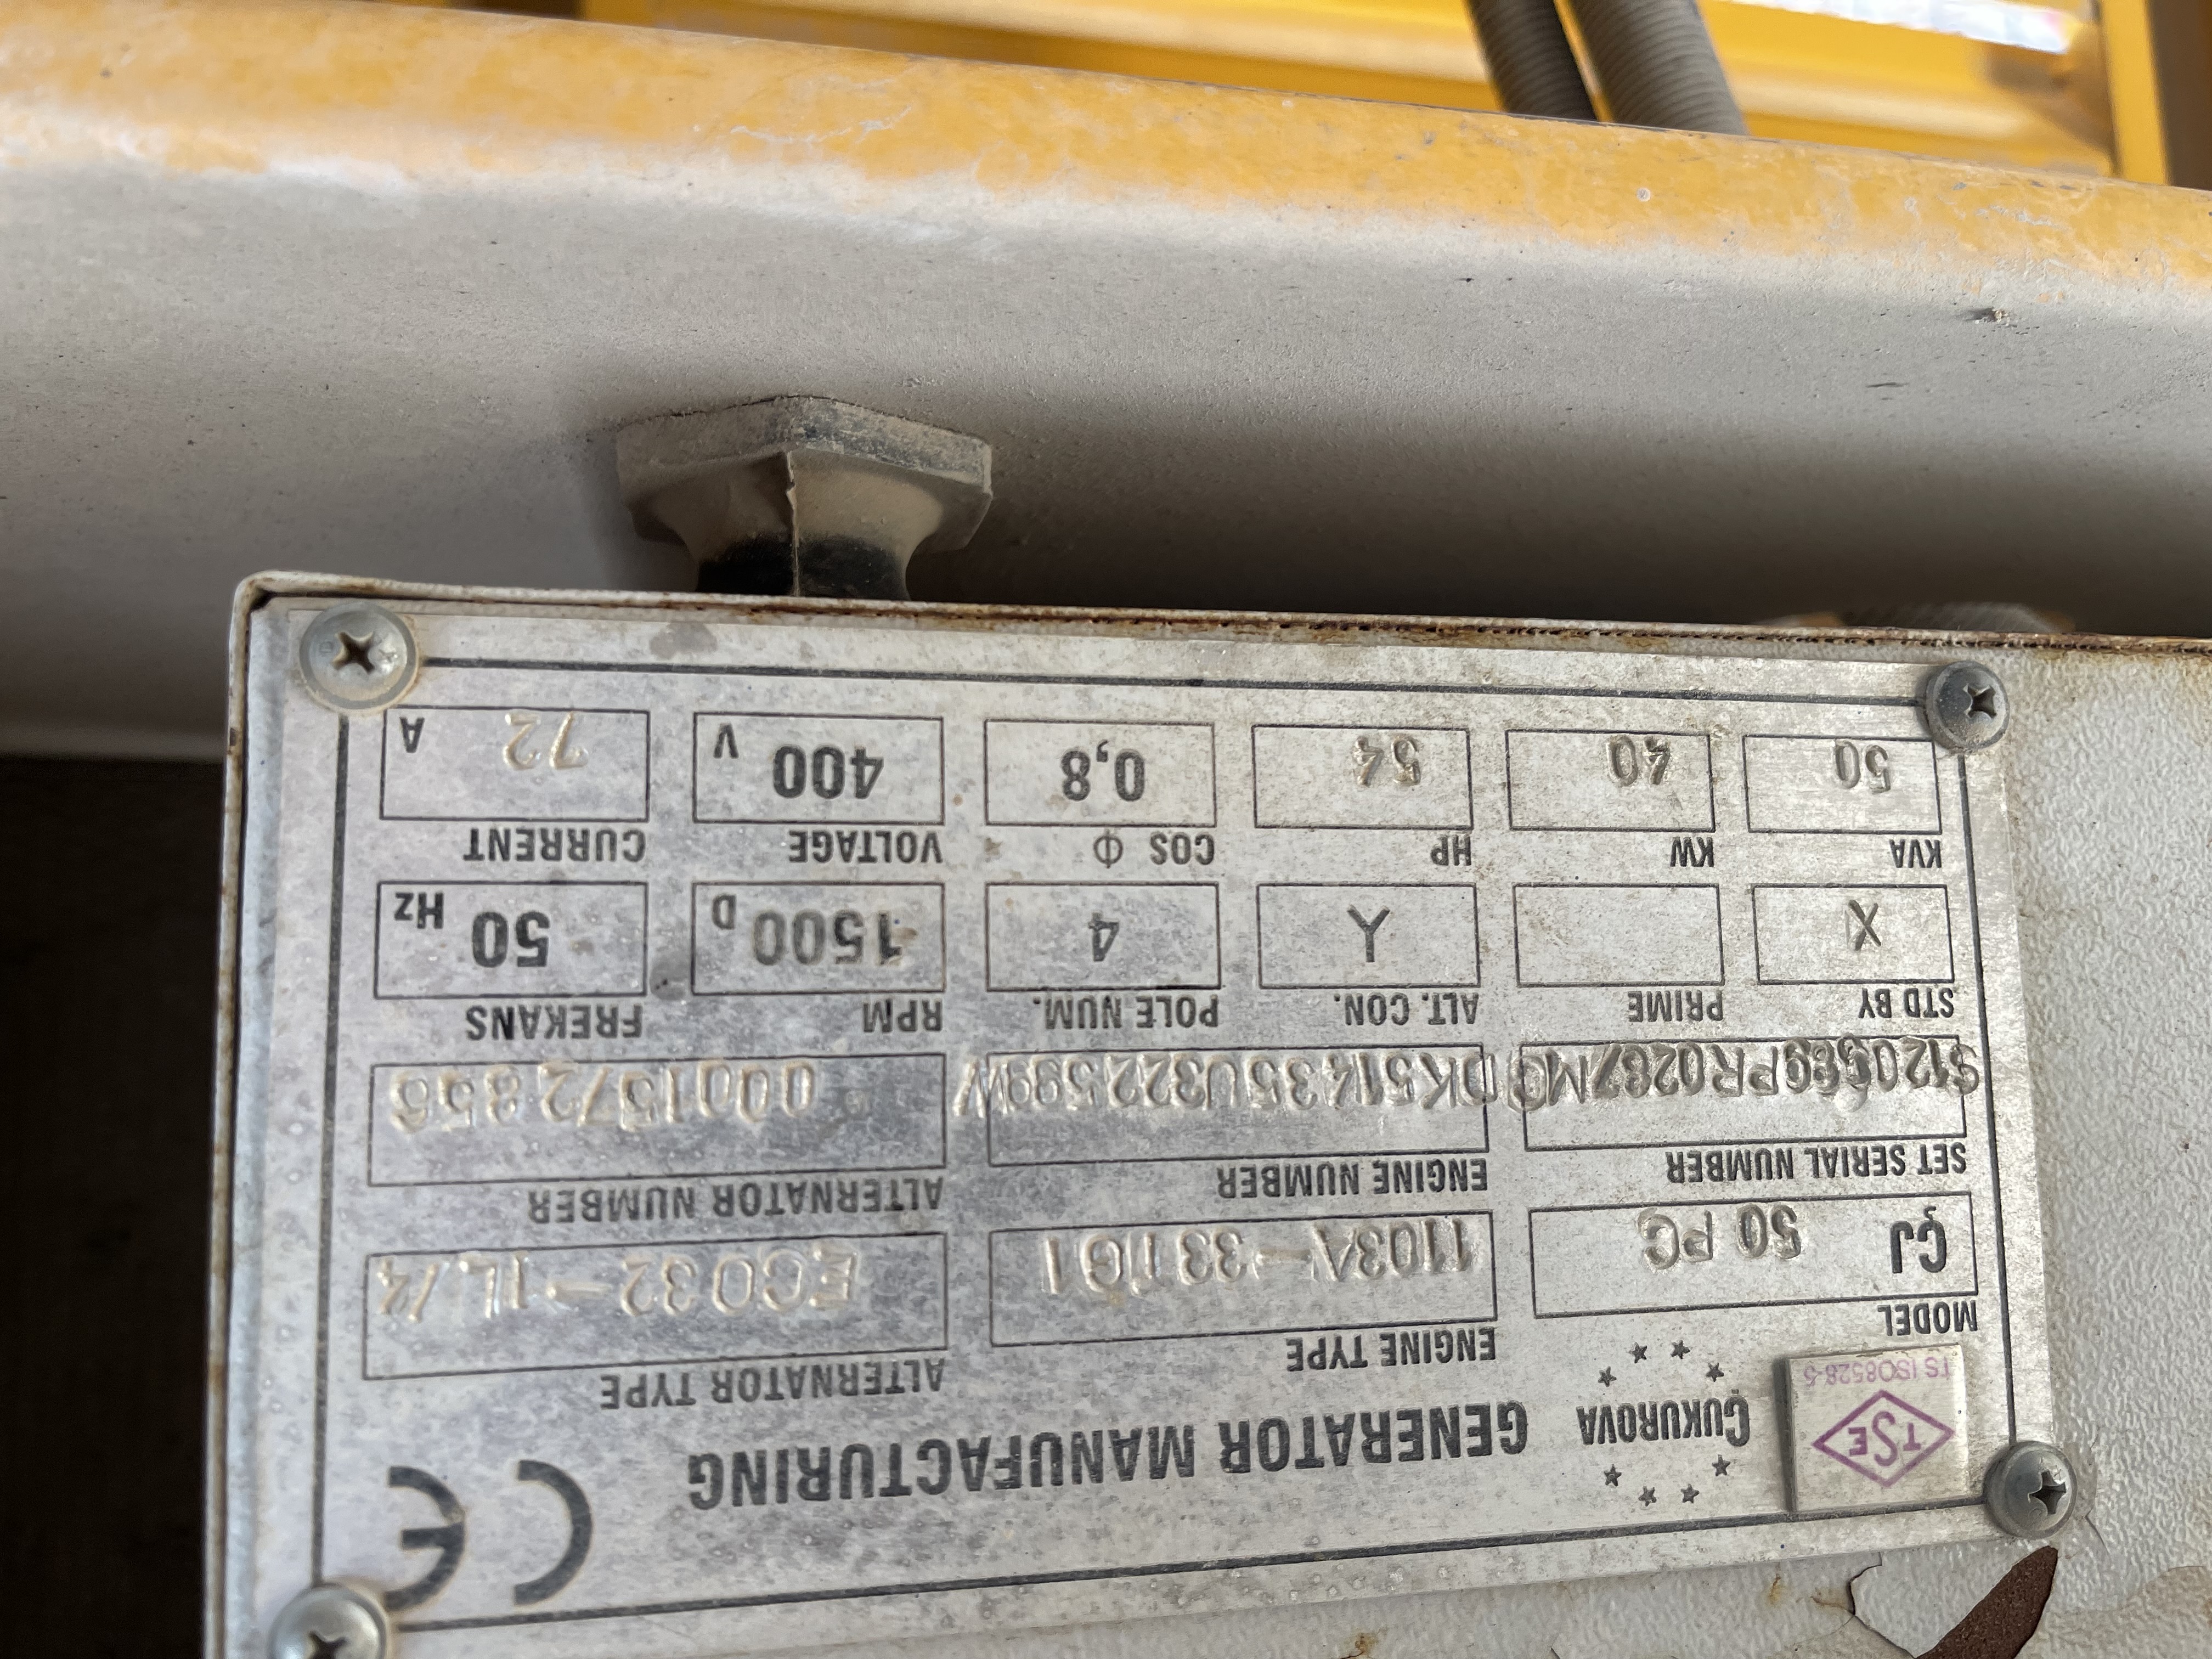 TSE
TS ISO8528-5
ÇUKUROVA
GENERATOR MANUFACTURING
CE
MODEL
ENGINE TYPE
ALTERNATOR TYPE
ÇJ 50 PC
1103A-33TG1
ECO32-1L/4
SET SERIAL NUMBER
ENGINE NUMBER
ALTERNATOR NUMBER
DK51435U322599W
0001572856
STD BY PRIME ALT. CON. POLE NUM. RPM FREKANS
X 4 1500 D 50 Hz
KVA KW HP COS Φ VOLTAGE CURRENT
50 40 54 0,8 400 V 72 A